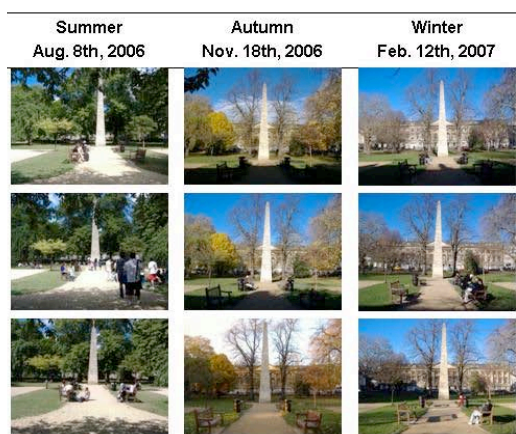 Summer Autumn Winter
Aug. 8th, 2006 Nov. 18th, 2006 Feb. 12th, 2007